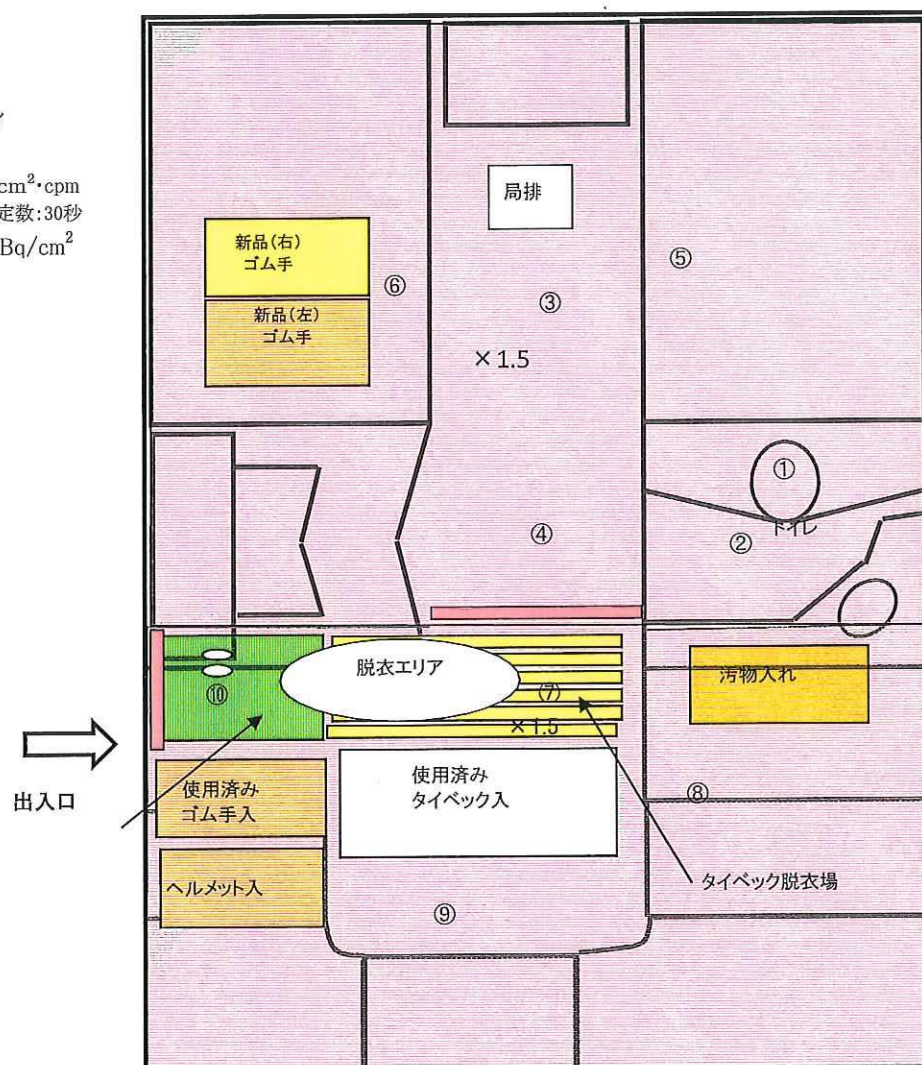 cm²・cpm
定数:30秒
Bq/cm²
局排
新品(右)
ゴム手
⑤
⑥
③
新品(左)
ゴム手
×1.5
①
④
②
トイレ
脱衣エリア
汚物入れ
⑩
(7)
×1.5
出入口
使用済み
ゴム手入
使用済み
タイベック入
⑧
ヘルメット入
タイベック脱衣場
⑨